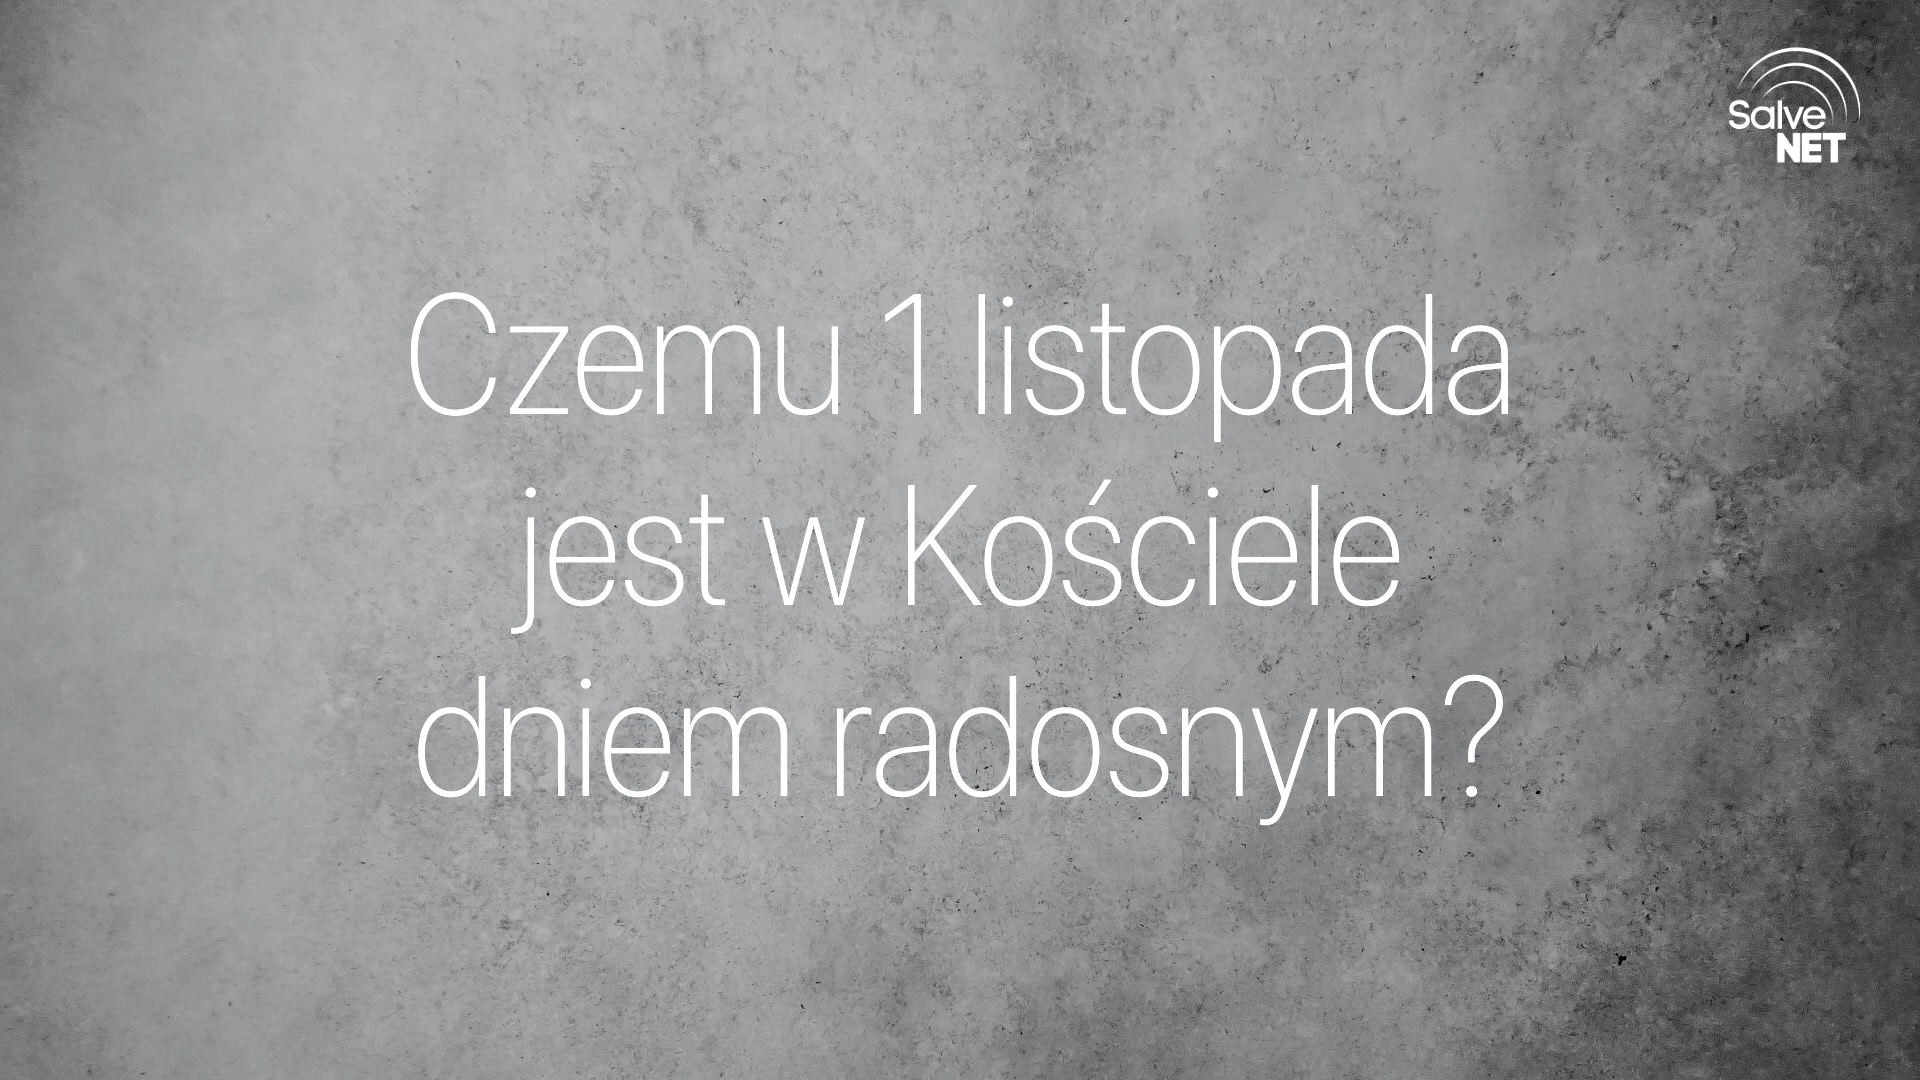 Salve
NET
Czemu 1 listopada
jest w Kościele
dniem radosnym?